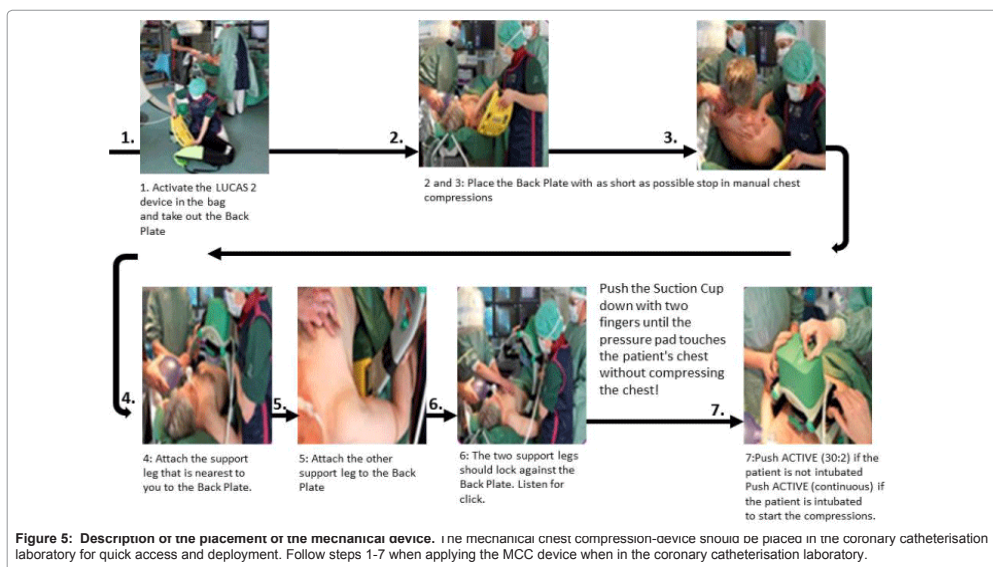 1.
2.
3.
1. Activate the LUCAS 2
device in the bag
and take out the Back
Plate
2 and 3: Place the Back Plate with as short as possible stop in manual chest
compressions
Push the Suction Cup
down with two
fingers until the
pressure pad touches
the patient's chest
without compressing
the chest!
4.
5.
6.
7.
4: Attach the support
leg that is nearest to
you to the Back Plate.
5: Attach the other
support leg to the Back
Plate
6: The two support legs
should lock against the
Back Plate. Listen for
click.
7:Push ACTIVE (30:2) if the
patient is not intubated
Push ACTIVE (continuous) if
the patient is intubated
to start the compressions.
Figure 5: Description of the placement of the mechanical device. The mechanical chest compression-device should be placed in the coronary catheterisation
laboratory for quick access and deployment. Follow steps 1-7 when applying the MCC device when in the coronary catheterisation laboratory.